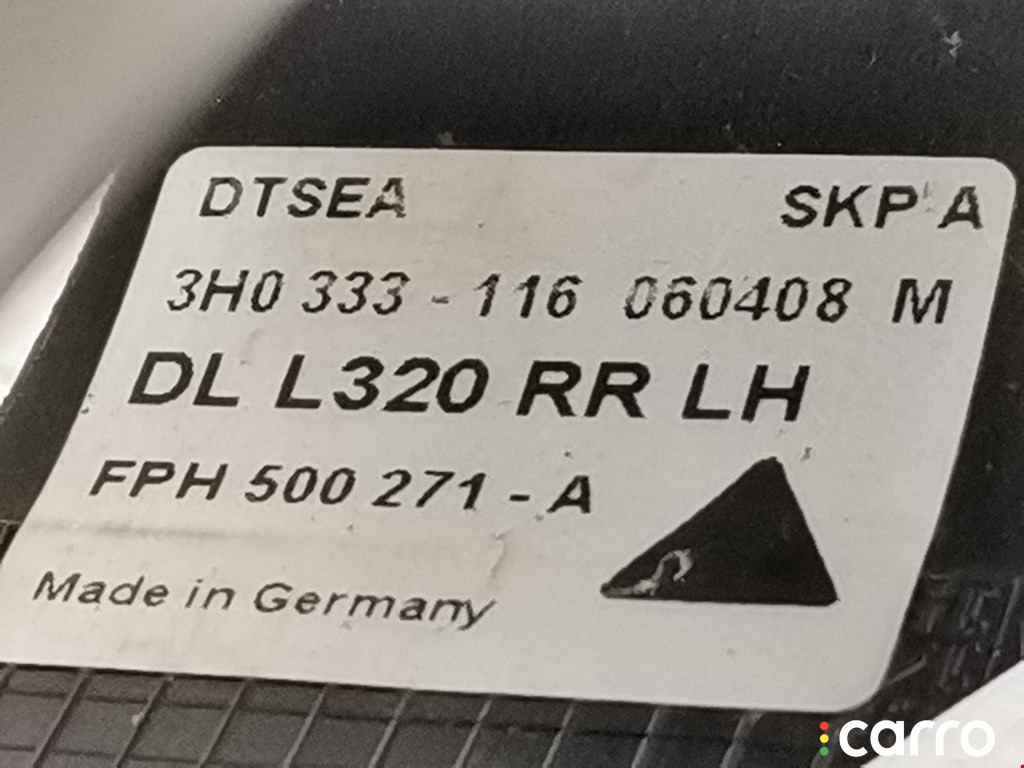 DTSEA SKP A
3H0 333 - 116 060408 M
DL L320 RR LH
FPH 500 271 - A
Made in Germany
carro